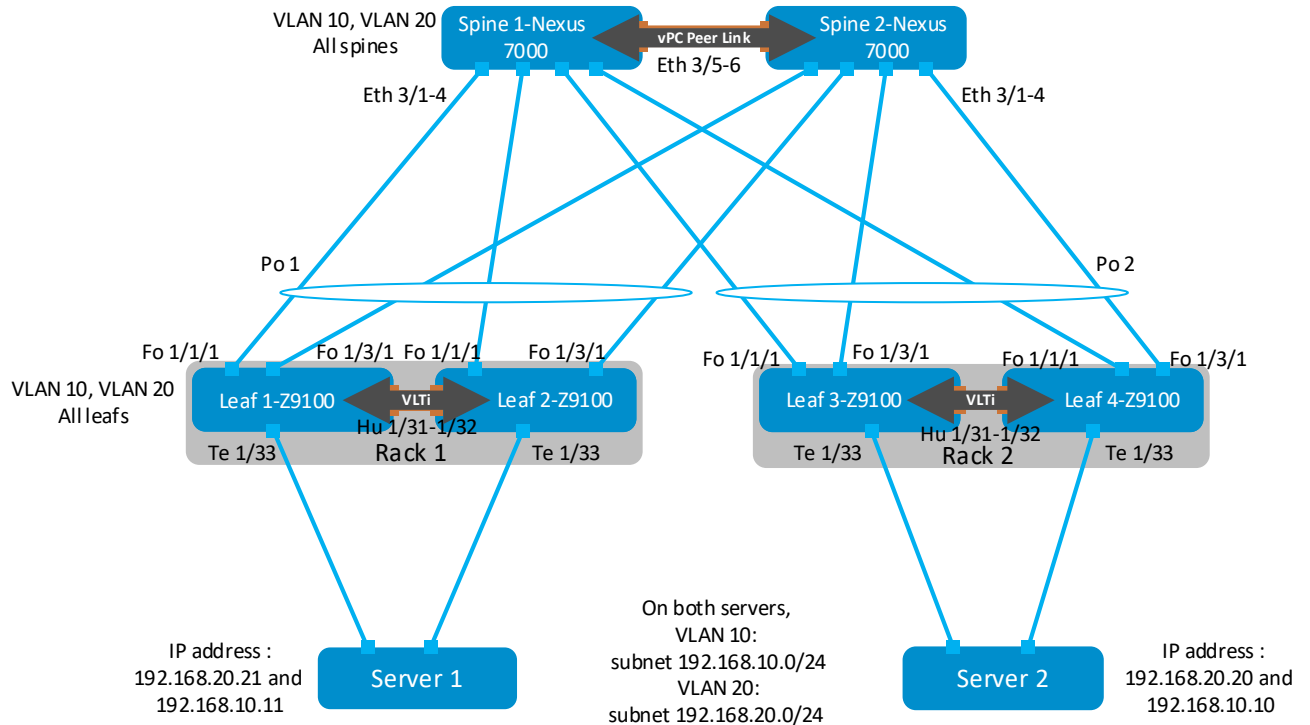 VLAN 10, VLAN 20
All spines
Spine 1-Nexus
7000
vPC Peer Link
Spine 2-Nexus
7000
Eth 3/5-6
Eth 3/1-4
Eth 3/1-4
Po 1
Po 2
Fo 1/1/1
Fo 1/3/1
Fo 1/1/1
Fo 1/3/1
Fo 1/1/1
Fo 1/3/1
Fo 1/1/1
Fo 1/3/1
VLAN 10, VLAN 20
All leafs
Leaf 1-Z9100
VLTi
Leaf 2-Z9100
Leaf 3-Z9100
VLTi
Leaf 4-Z9100
Hu 1/31-1/32
Hu 1/31-1/32
Te 1/33
Rack 1
Te 1/33
Te 1/33
Rack 2
Te 1/33
IP address :
192.168.20.21 and
192.168.10.11
Server 1
On both servers,
VLAN 10:
subnet 192.168.10.0/24
VLAN 20:
subnet 192.168.20.0/24
Server 2
IP address :
192.168.20.20 and
192.168.10.10